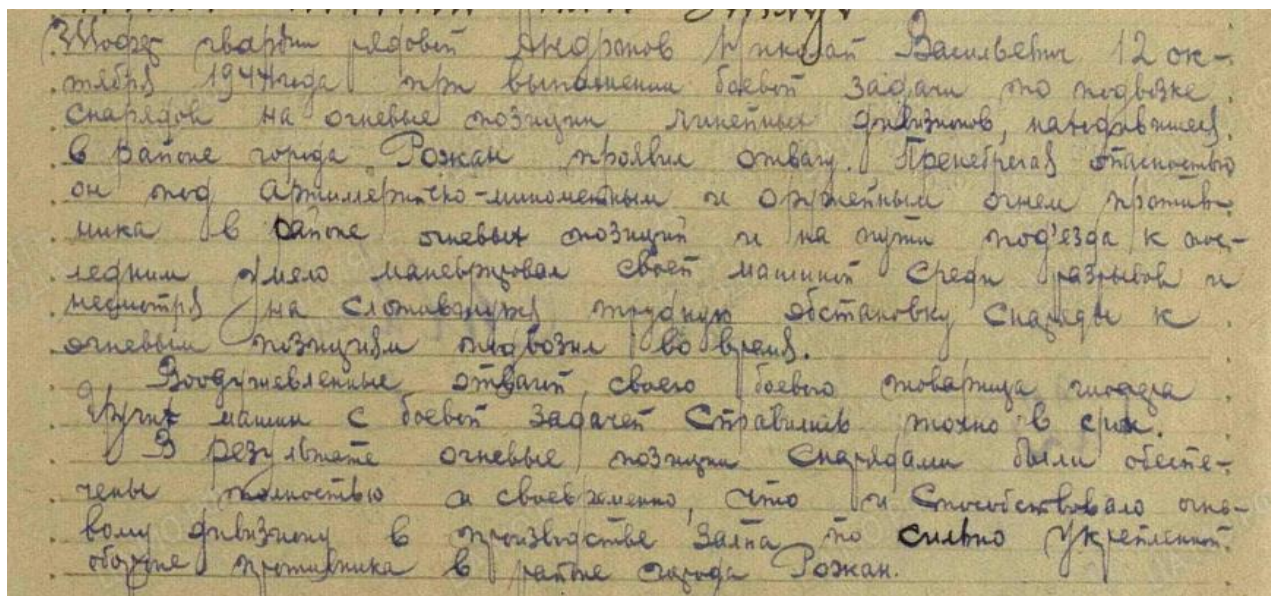 Шофер гвардии рядовой Андронов Николай Васильевич 12 ок-
тября 1944 года при выполнении боевой задачи по подвозке
снарядов на огневые позиции линейных дивизионов, находившиеся
в районе города Рожан проявил отвагу. Пренебрегая опасностью
он под артиллерийско-минометным и оружейным огнем против-
ника в районе огневых позиций и на пути под'езда к пос-
ледним умело маневрировал своей машиной среди разрывов и
несмотря на сложившуюся трудную обстановку снаряды к
огневым позициям подвозил во время.
Воодушевленные отвагой своего боевого товарища шофера
других машин с боевой задачей справились точно в срок.
В результате огневые позиции снарядами были обеспе-
чены полностью и своевременно, что и способствовало огне-
вому дивизиону в производстве залпа по сильно укрепленной
обороне противника в районе города Рожан.